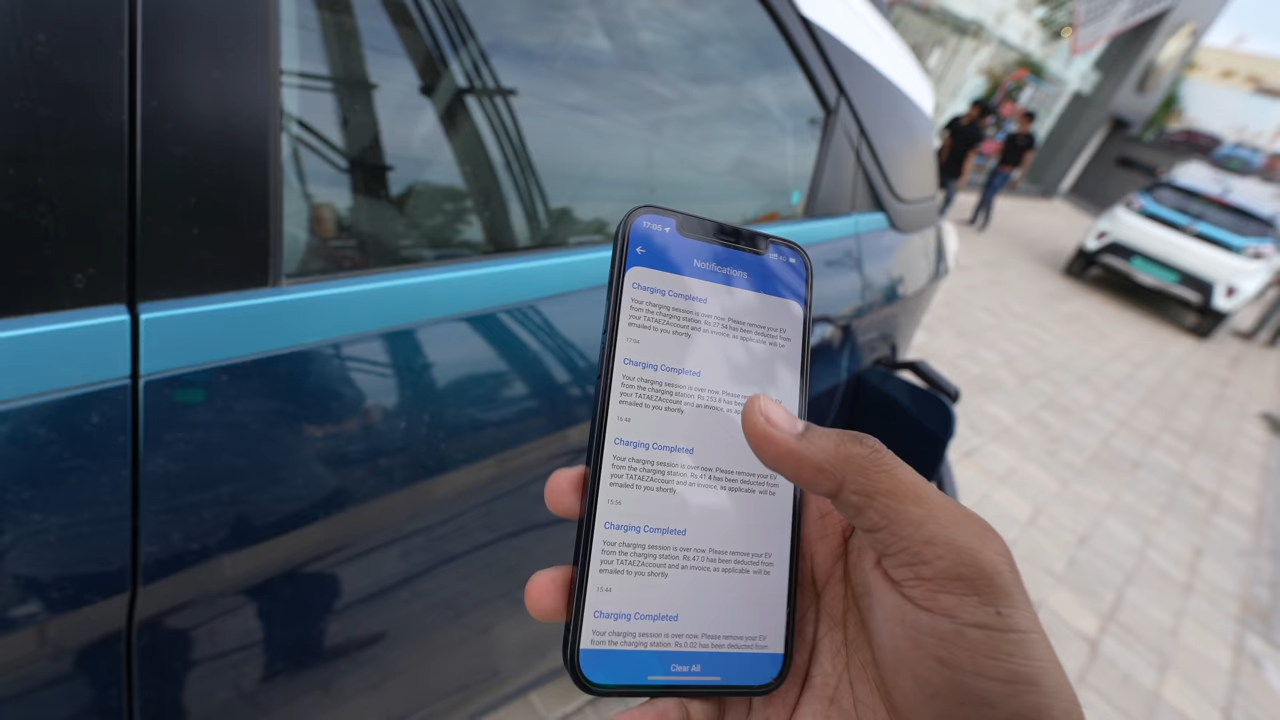 17:05
Notifications
Charging Completed
Your charging session is over now. Please remove your EV
from the charging station. Rs.27.54 has been deducted from
your TATAEZAccount and an invoice, as applicable will be
emailed to you shortly.
17:04
Charging Completed
Your charging session is over now. Please EV
from the charging station. Rs.253.8 has been
your TATAEZAccount and an invoice, as
emailed to you shortly.
16:48
Charging Completed
Your charging session is over now. Please remove your EV
from the charging station. Rs.41.4 has been deducted from
your TATAEZAccount and an invoice, as applicable will be
emailed to you shortly.
15:56
Charging Completed
Your charging session is over now. Please remove your EV
from the charging station. Rs.47.0 has been deducted from
your TATAEZAccount and an invoice, as applicable will be
emailed to you shortly.
15:44
Charging Completed
Your charging session is over now. Please remove your EV
from the charging station. Rs.0.02 has been deducted from
Clear All